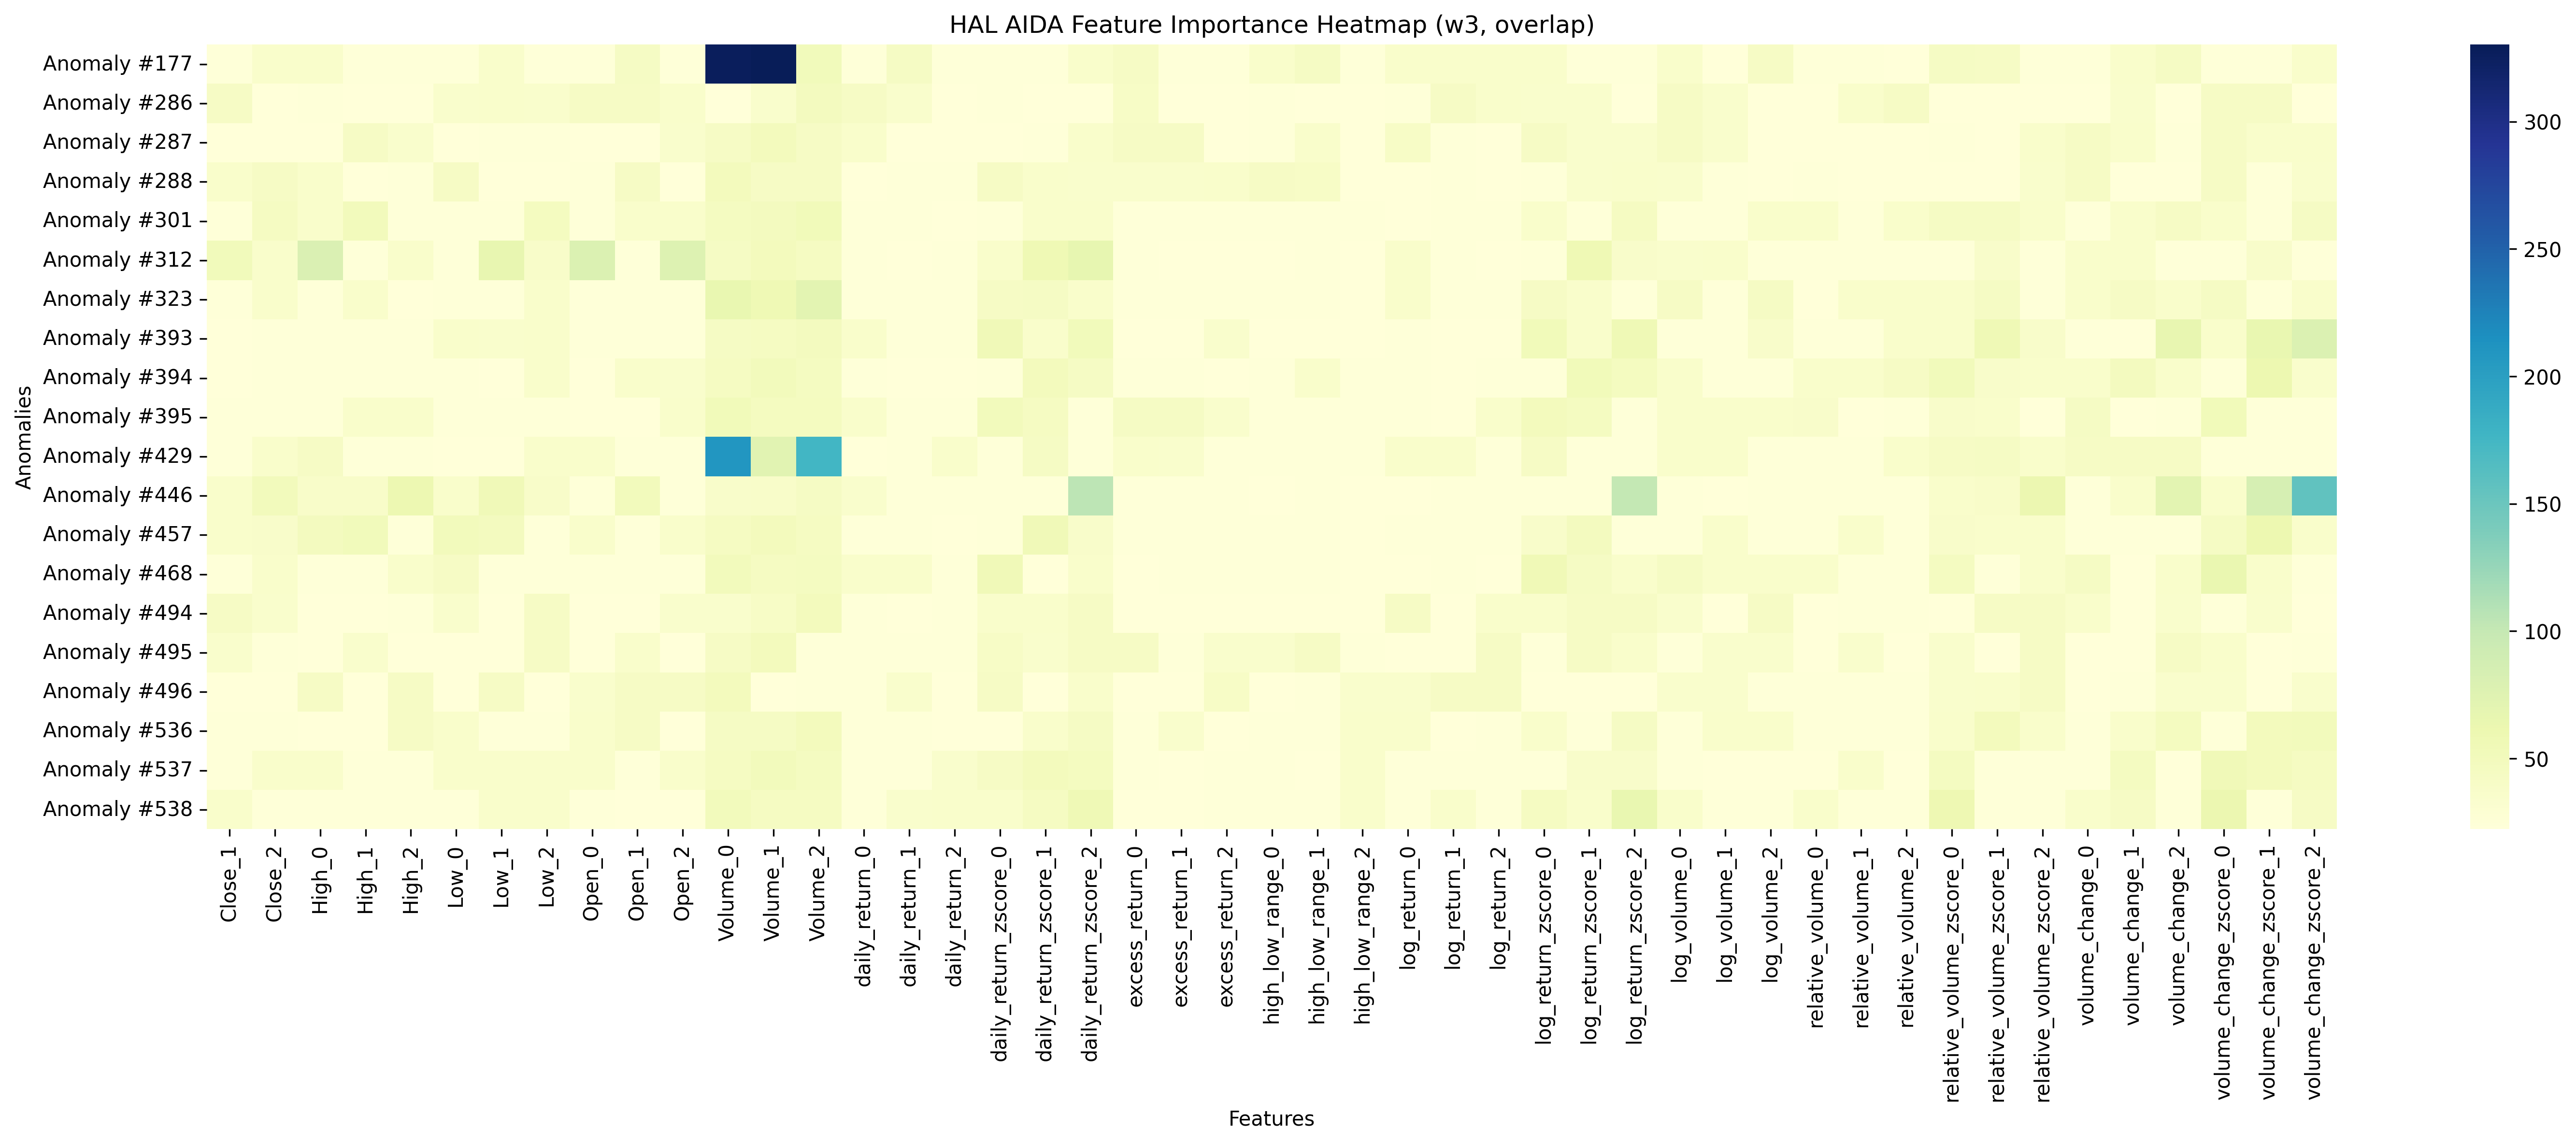 HAL AIDA Feature Importance Heatmap (w3, overlap)
Anomalies
Anomaly #177
Anomaly #286
Anomaly #287
Anomaly #288
Anomaly #301
Anomaly #312
Anomaly #323
Anomaly #393
Anomaly #394
Anomaly #395
Anomaly #429
Anomaly #446
Anomaly #457
Anomaly #468
Anomaly #494
Anomaly #495
Anomaly #496
Anomaly #536
Anomaly #537
Anomaly #538
Close_1
Close_2
High_0
High_1
High_2
Low_0
Low_1
Low_2
Open_0
Open_1
Open_2
Volume_0
Volume_1
Volume_2
daily_return_0
daily_return_1
daily_return_2
daily_return_zscore_0
daily_return_zscore_1
daily_return_zscore_2
excess_return_0
excess_return_1
excess_return_2
high_low_range_0
high_low_range_1
high_low_range_2
log_return_0
log_return_1
log_return_2
log_return_zscore_0
log_return_zscore_1
log_return_zscore_2
log_volume_0
log_volume_1
log_volume_2
relative_volume_0
relative_volume_1
relative_volume_2
relative_volume_zscore_0
relative_volume_zscore_1
relative_volume_zscore_2
volume_change_0
volume_change_1
volume_change_2
volume_change_zscore_0
volume_change_zscore_1
volume_change_zscore_2
Features
300
250
200
150
100
50